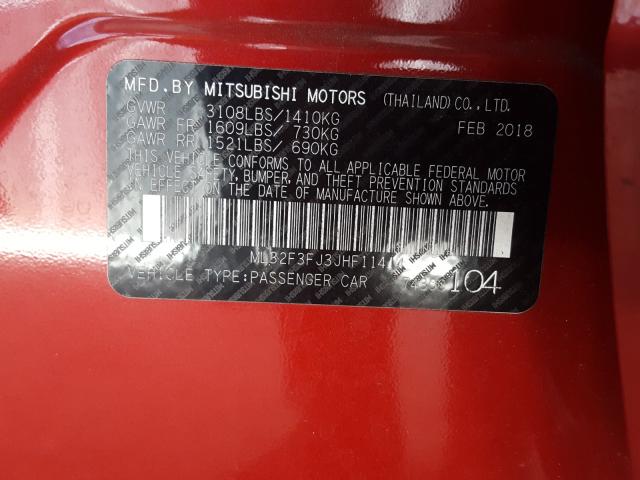 MFD.BY MITSUBISHI MOTORS (THAILAND)CO.,LTD.
GVWR 3108LBS/1410KG FEB 2018
GAWR FR 1609LBS/ 730KG
GAWR RR 1521LBS/ 690KG
THIS VEHICLE CONFORMS TO ALL APPLICABLE FEDERAL MOTOR
VEHICLE SAFETY, BUMPER, AND THEFT PREVENTION STANDARDS
IN EFFECT ON THE DATE OF MANUFACTURE SHOWN ABOVE.
VEHICLE TYPE:PASSENGER CAR 104